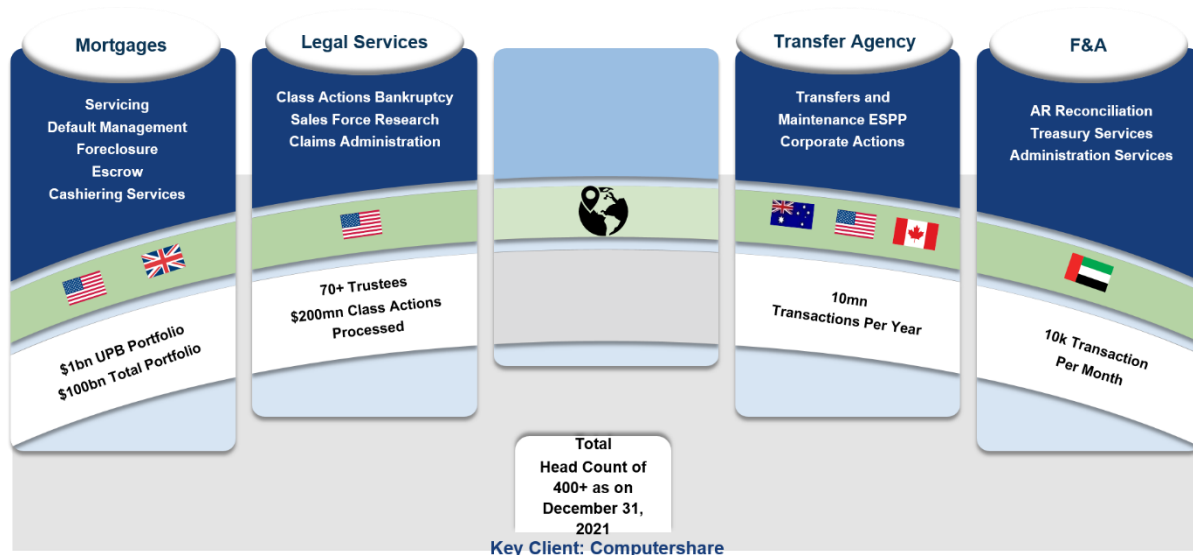 Mortgages
Servicing
Default Management
Foreclosure
Escrow
Cashiering Services
$1bn UPB Portfolio
$100bn Total Portfolio
Legal Services
Class Actions Bankruptcy
Sales Force Research
Claims Administration
70+ Trustees
$200mn Class Actions
Processed
Transfer Agency
Transfers and
Maintenance ESPP
Corporate Actions
10mn
Transactions Per Year
F&A
AR Reconciliation
Treasury Services
Administration Services
10k Transaction
Per Month
Total
Head Count of
400+ as on
December 31,
2021
Key Client: Computershare